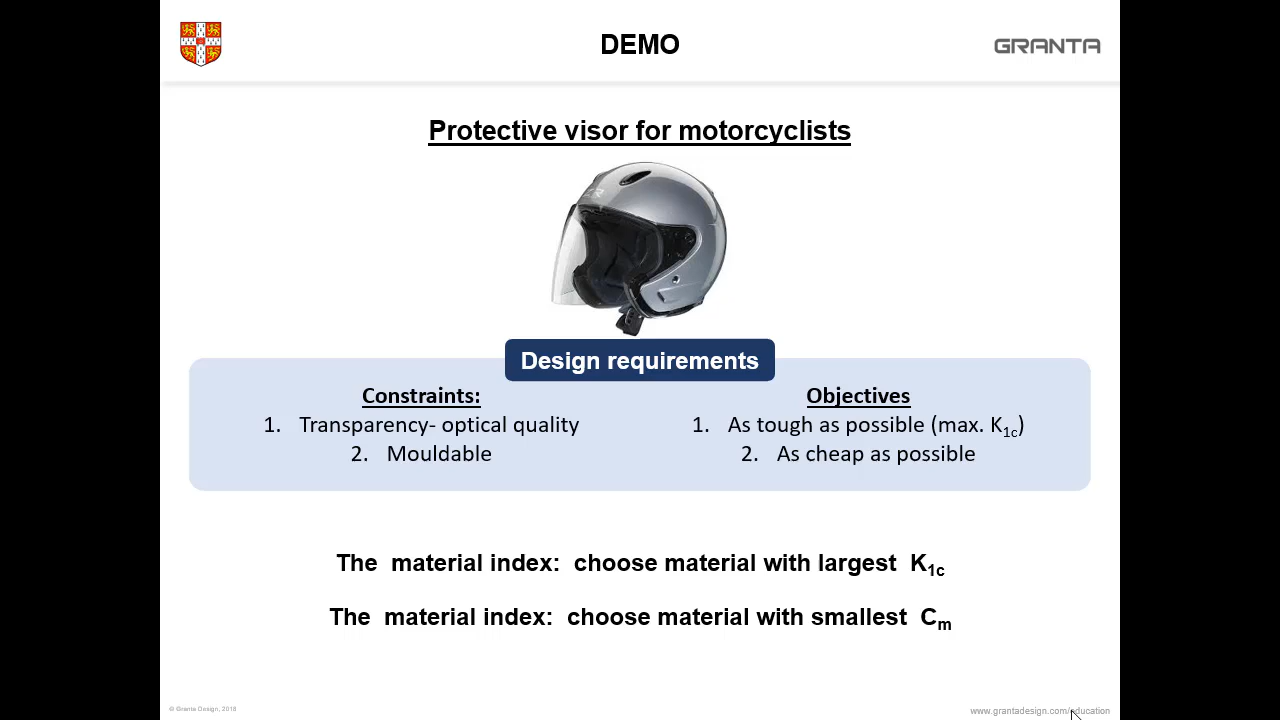 DEMO
GRANTA
Protective visor for motorcyclists
Design requirements
Constraints:
1. Transparency- optical quality
2. Mouldable
Objectives
1. As tough as possible (max. K1c)
2. As cheap as possible
The material index: choose material with largest K1c
The material index: choose material with smallest Cm
© Granta Design, 2018
www.grantadesign.com/education